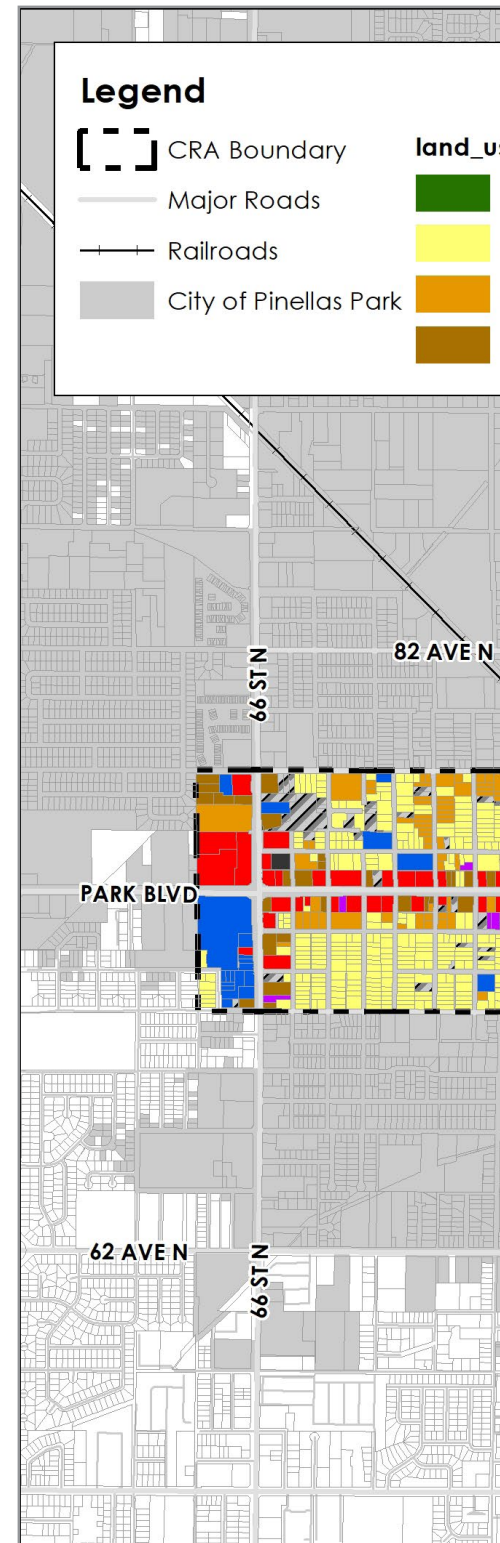 Legend
CRA Boundary
Major Roads
Railroads
City of Pinellas Park
land_us
82 AVE N
66 ST N
PARK BLVD
62 AVE N
66 ST N